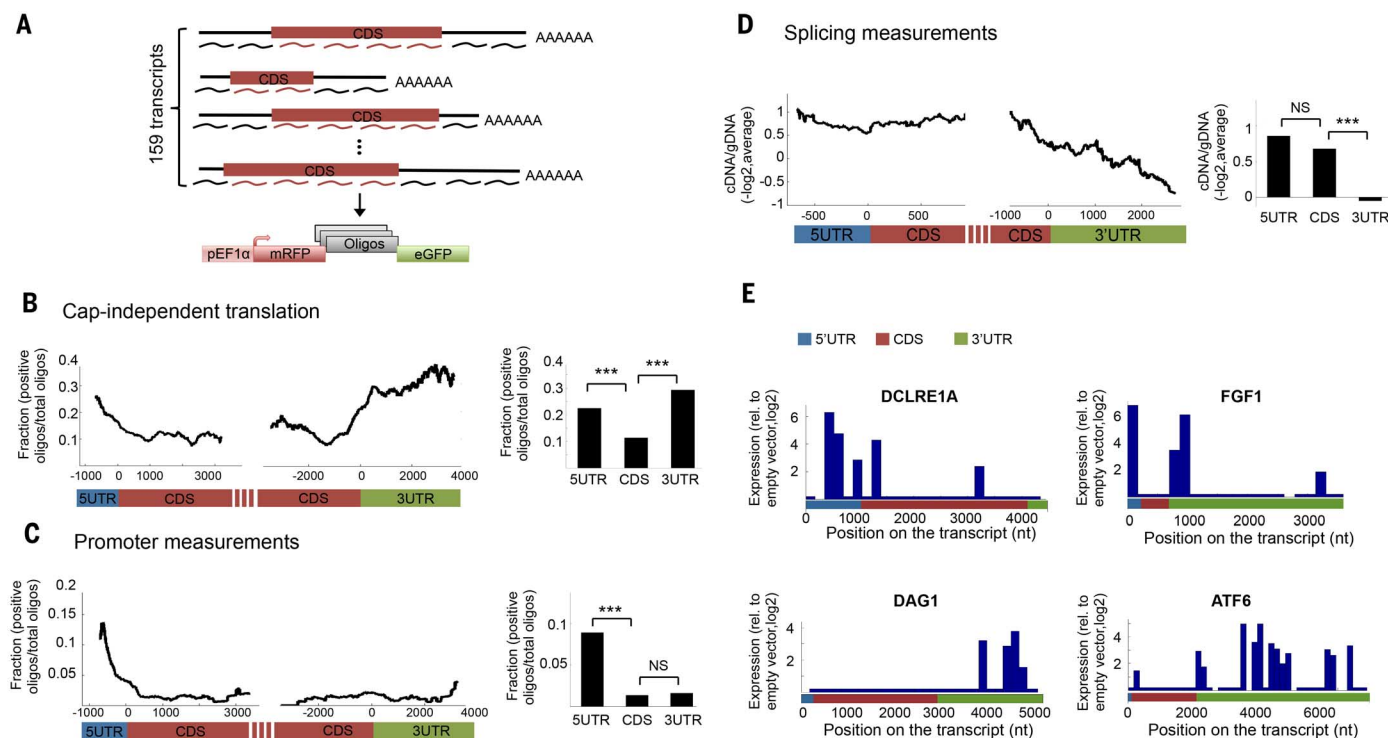 A
159 transcripts
CDS
AAAAAA
CDS
AAAAAA
CDS
AAAAAA
CDS
AAAAAA
Oligos
pEF1α
mRFP
eGFP
B
Cap-independent translation
Fraction (positive
oligos/total oligos)
0.4
0.3
0.2
0.1
-1000
0
1000
3000
-2000
0
2000
4000
5UTR
CDS
CDS
3UTR
Fraction (positive
oligos/total oligos)
0.4
0.3
0.2
0.1
***
***
5UTR
CDS
3UTR
C
Promoter measurements
Fraction (positive
oligos/total oligos)
0.2
0.15
0.1
0.05
-1000
0
1000
3000
-2000
0
2000
4000
5UTR
CDS
CDS
3UTR
Fraction (positive
oligos/total oligos)
0.1
0.05
***
NS
5UTR
CDS
3UTR
D
Splicing measurements
cDNA/gDNA
(-log2,average)
1
0.5
0
-0.5
-1
-500
0
500
-1000
0
1000
2000
5UTR
CDS
CDS
3'UTR
cDNA/gDNA
(-log2,average)
1
0.5
0
NS
***
5UTR
CDS
3UTR
E
5'UTR
CDS
3'UTR
DCLRE1A
Expression (rel. to
empty vector,log2)
6
4
2
0
1000
2000
3000
4000
Position on the transcript (nt)
FGF1
Expression (rel. to
empty vector,log2)
6
4
2
0
1000
2000
3000
Position on the transcript (nt)
DAG1
Expression (rel. to
empty vector,log2)
4
2
0
1000
2000
3000
4000
5000
Position on the transcript (nt)
ATF6
Expression (rel. to
empty vector,log2)
4
2
0
2000
4000
6000
Position on the transcript (nt)